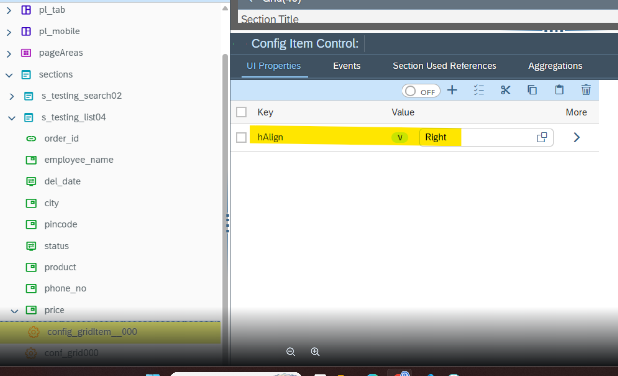 pl_tab
pl_mobile
pageAreas
sections
s_testing_search02
s_testing_list04
order_id
employee_name
del_date
city
pincode
status
product
phone_no
price
config_gridItem__000
conf_grid000
Section Title
Config Item Control:
UI Properties Events Section Used References Aggregations
OFF
Key Value More
hAlign V Right